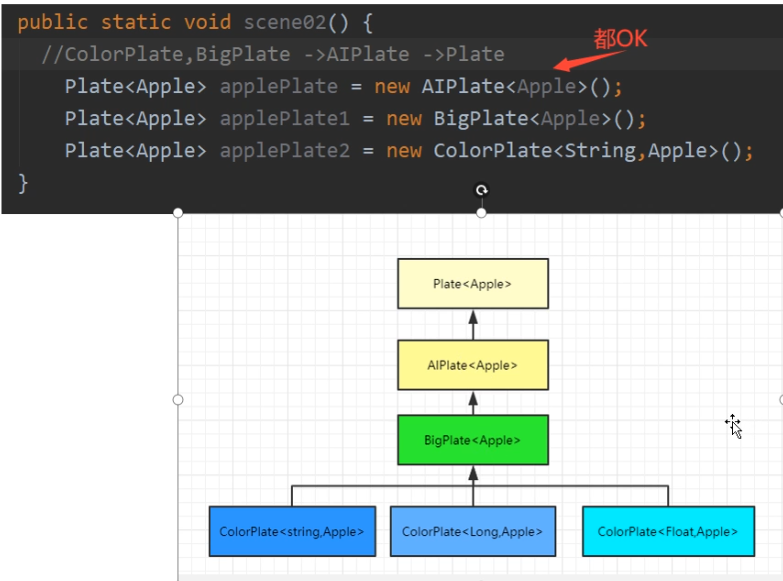 public static void scene02() {
//ColorPlate,BigPlate ->AIPlate ->Plate
都OK
Plate<Apple> applePlate = new AIPlate<Apple>();
Plate<Apple> applePlate1 = new BigPlate<Apple>();
Plate<Apple> applePlate2 = new ColorPlate<String,Apple>();
}
Plate<Apple>
AIPlate<Apple>
BigPlate<Apple>
ColorPlate<string,Apple>
ColorPlate<Long,Apple>
ColorPlate<Float,Apple>